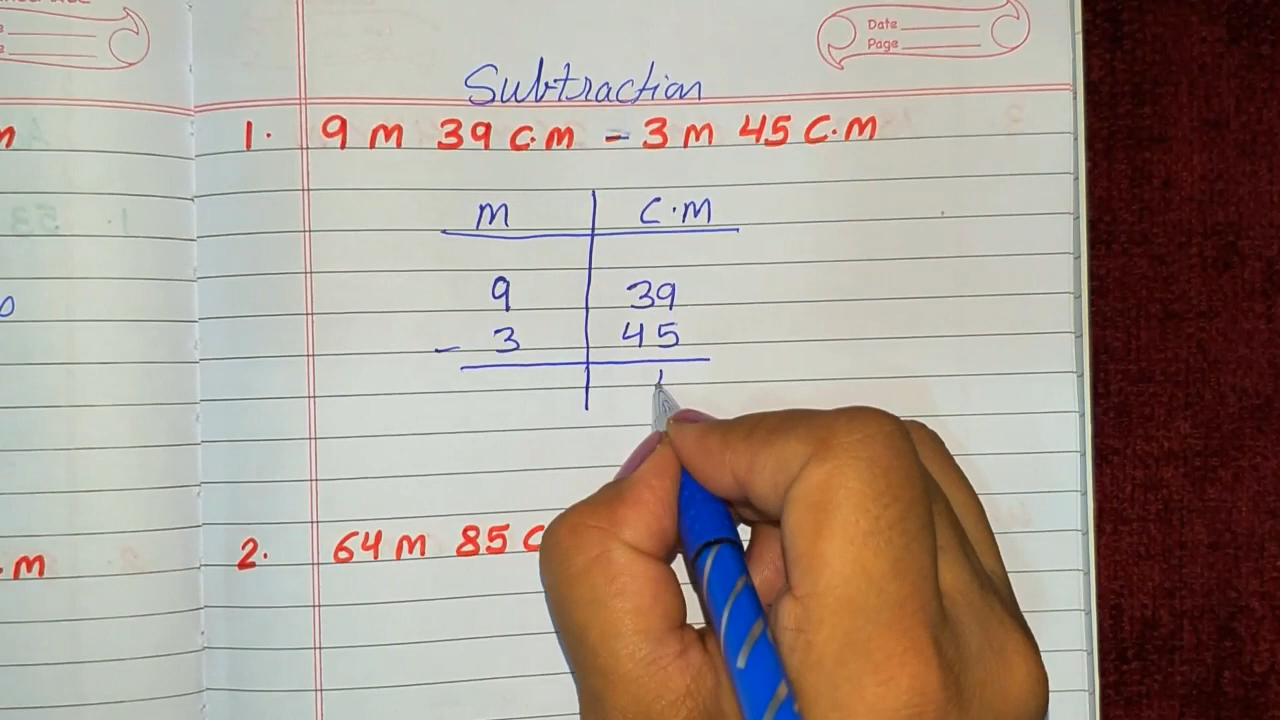 Date
Page
Subtraction
1. 9 m 39 c.m - 3 m 45 C.M
M C.M
9 39
- 3 45
2. 64 m 85 c
.m